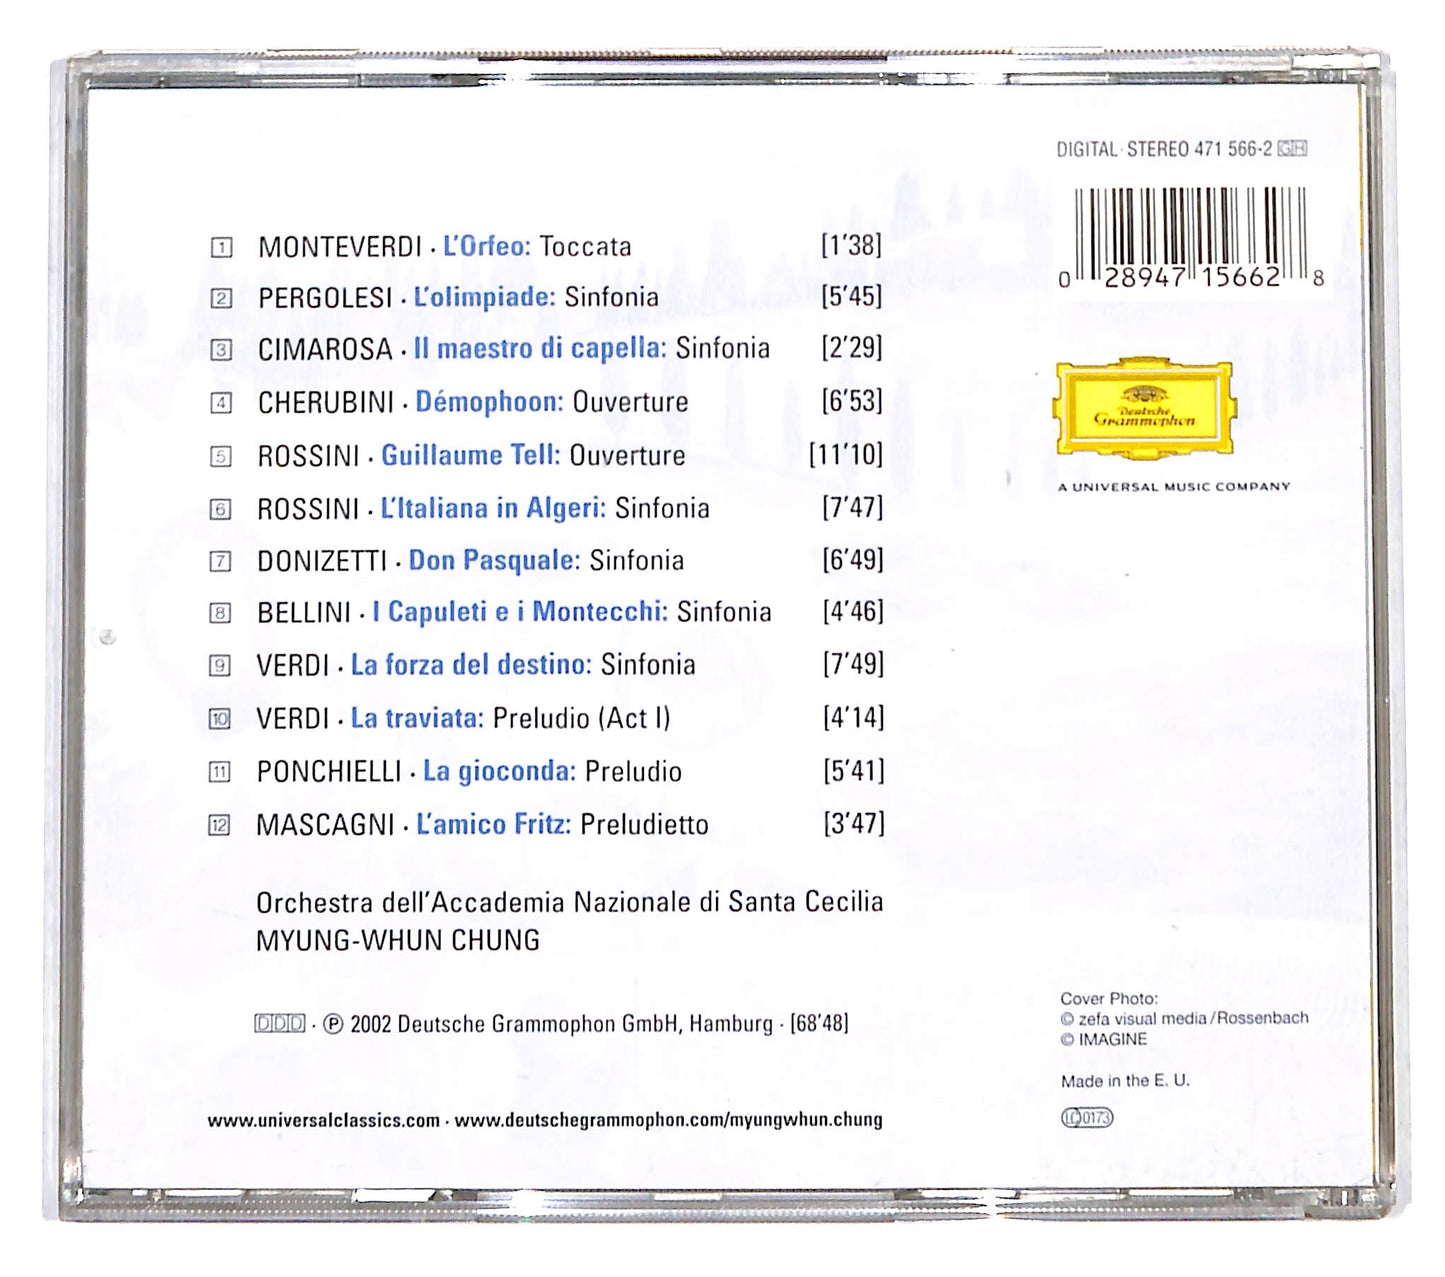 DIGITAL · STEREO 471 566-2 GH
0 28947 15662 8
1 MONTEVERDI · L'Orfeo: Toccata [1'38]
2 PERGOLESI · L'olimpiade: Sinfonia [5'45]
3 CIMAROSA · Il maestro di capella: Sinfonia [2'29]
4 CHERUBINI · Démophoon: Ouverture [6'53]
5 ROSSINI · Guillaume Tell: Ouverture [11'10]
6 ROSSINI · L'Italiana in Algeri: Sinfonia [7'47]
7 DONIZETTI · Don Pasquale: Sinfonia [6'49]
8 BELLINI · I Capuleti e i Montecchi: Sinfonia [4'46]
9 VERDI · La forza del destino: Sinfonia [7'49]
10 VERDI · La traviata: Preludio (Act I) [4'14]
11 PONCHIELLI · La gioconda: Preludio [5'41]
12 MASCAGNI · L'amico Fritz: Preludietto [3'47]
Deutsche
Grammophon
A UNIVERSAL MUSIC COMPANY
Orchestra dell'Accademia Nazionale di Santa Cecilia
MYUNG-WHUN CHUNG
DDD · ℗ 2002 Deutsche Grammophon GmbH, Hamburg · [68'48]
www.universalclassics.com · www.deutschegrammophon.com/myungwhun.chung
Cover Photo:
© zefa visual media/Rossenbach
© IMAGINE
Made in the E. U.
LC 0173